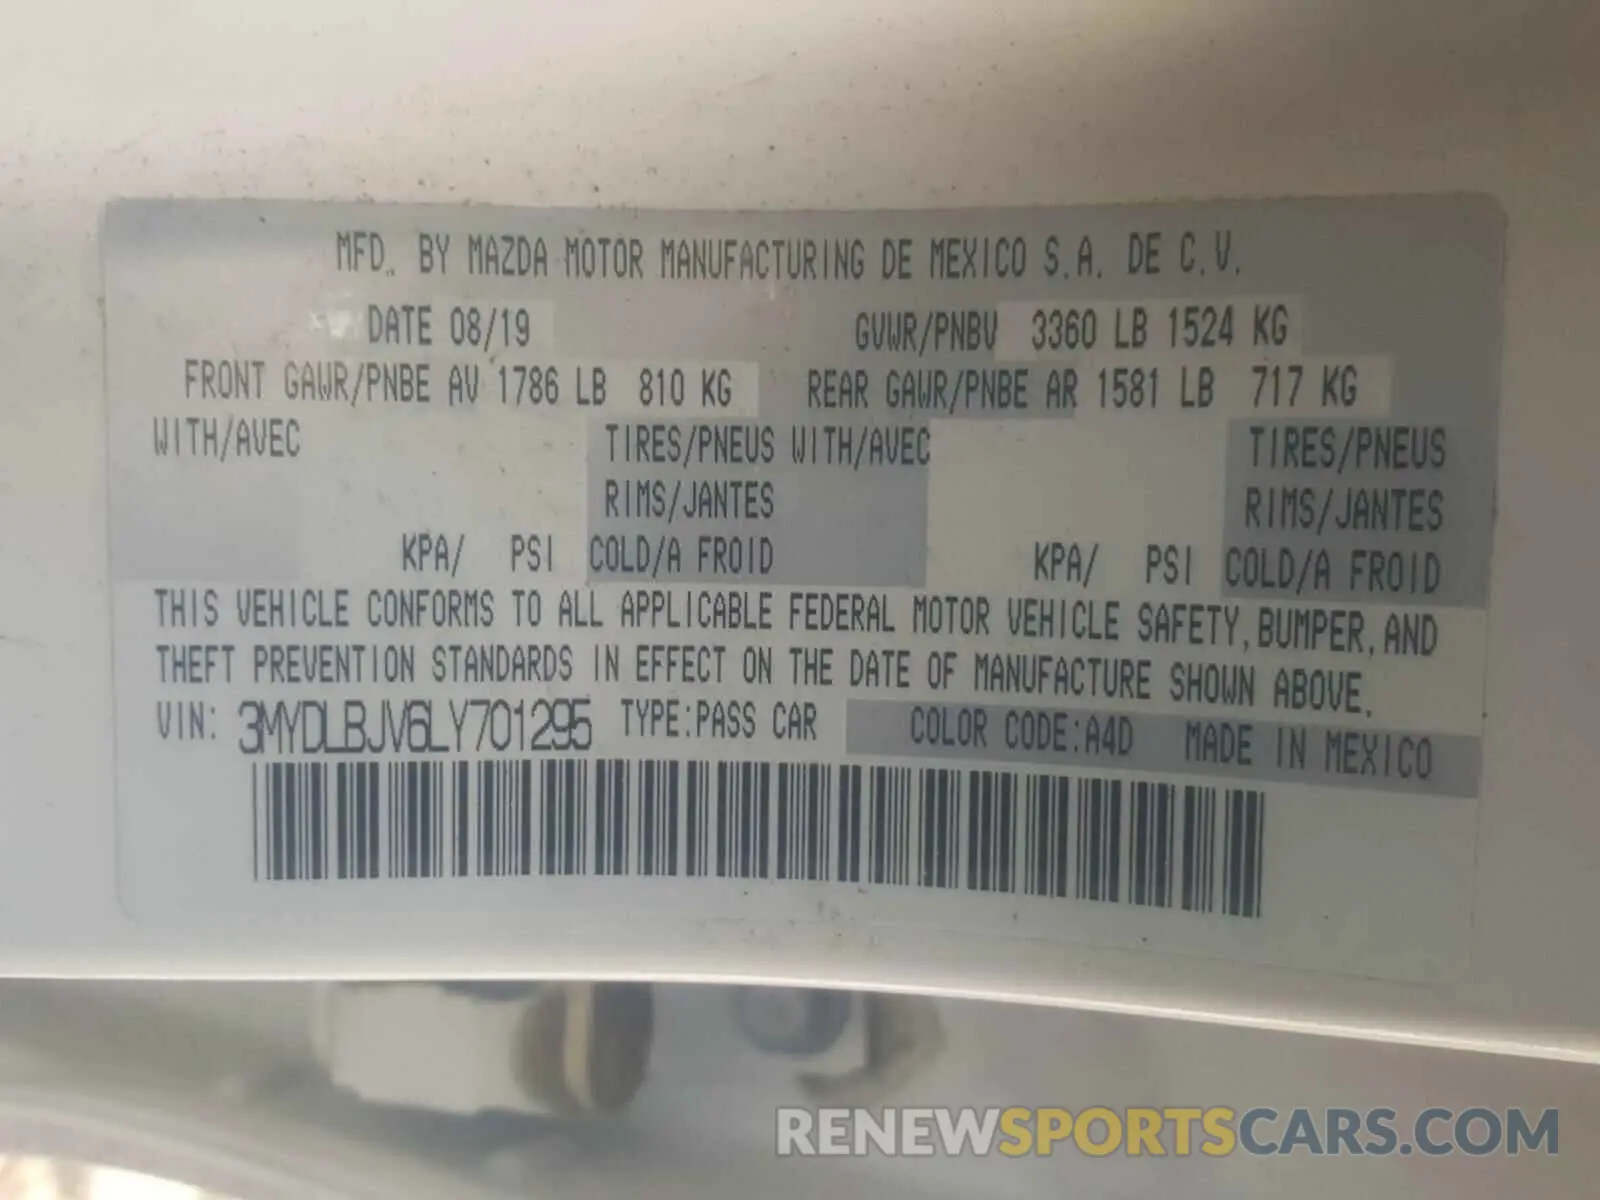 MFD. BY MAZDA MOTOR MANUFACTURING DE MEXICO S.A. DE C.V.
DATE 08/19 GVWR/PNBV 3360 LB 1524 KG
FRONT GAWR/PNBE AV 1786 LB 810 KG REAR GAWR/PNBE AR 1581 LB 717 KG
WITH/AVEC TIRES/PNEUS WITH/AVEC TIRES/PNEUS
RIMS/JANTES RIMS/JANTES
KPA/ PSI COLD/A FROID KPA/ PSI COLD/A FROID
THIS VEHICLE CONFORMS TO ALL APPLICABLE FEDERAL MOTOR VEHICLE SAFETY, BUMPER, AND
THEFT PREVENTION STANDARDS IN EFFECT ON THE DATE OF MANUFACTURE SHOWN ABOVE.
VIN: 3MYDLBJV6LY701295 TYPE:PASS CAR COLOR CODE:A4D MADE IN MEXICO
RENEWSPORTSCARS.COM